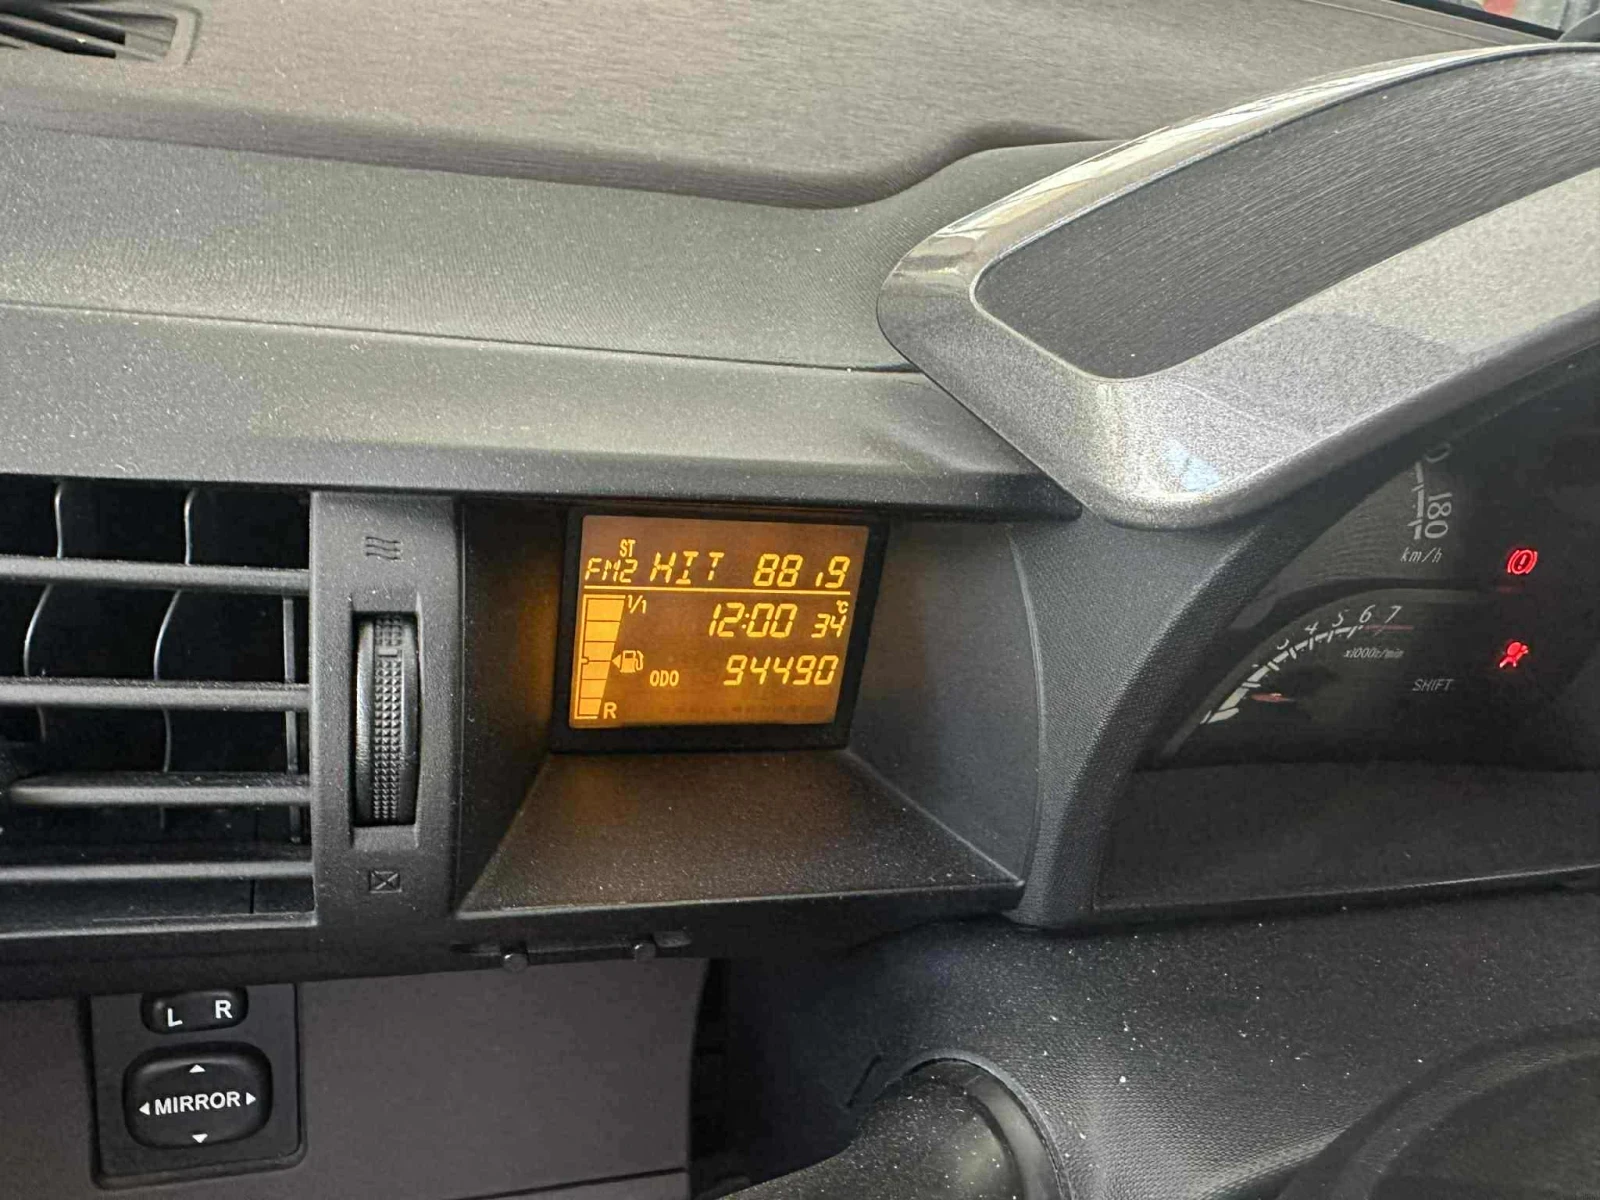 ST
FM2 HIT 88.9
1/1
12:00 34 °C
ODO 94490
R
180
km/h
3 4 5 6 7
x1000r/min
SHIFT
L R
MIRROR